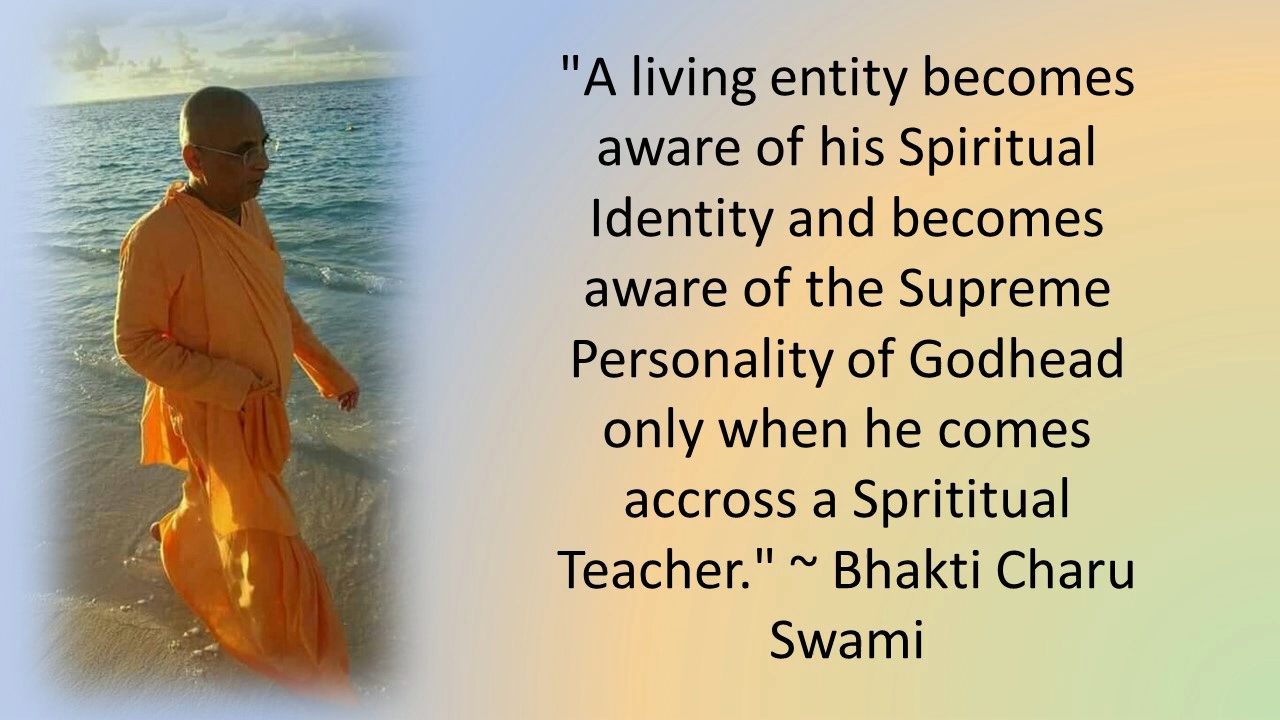 "A living entity becomes
aware of his Spiritual
Identity and becomes
aware of the Supreme
Personality of Godhead
only when he comes
accross a Sprititual
Teacher." ~ Bhakti Charu
Swami